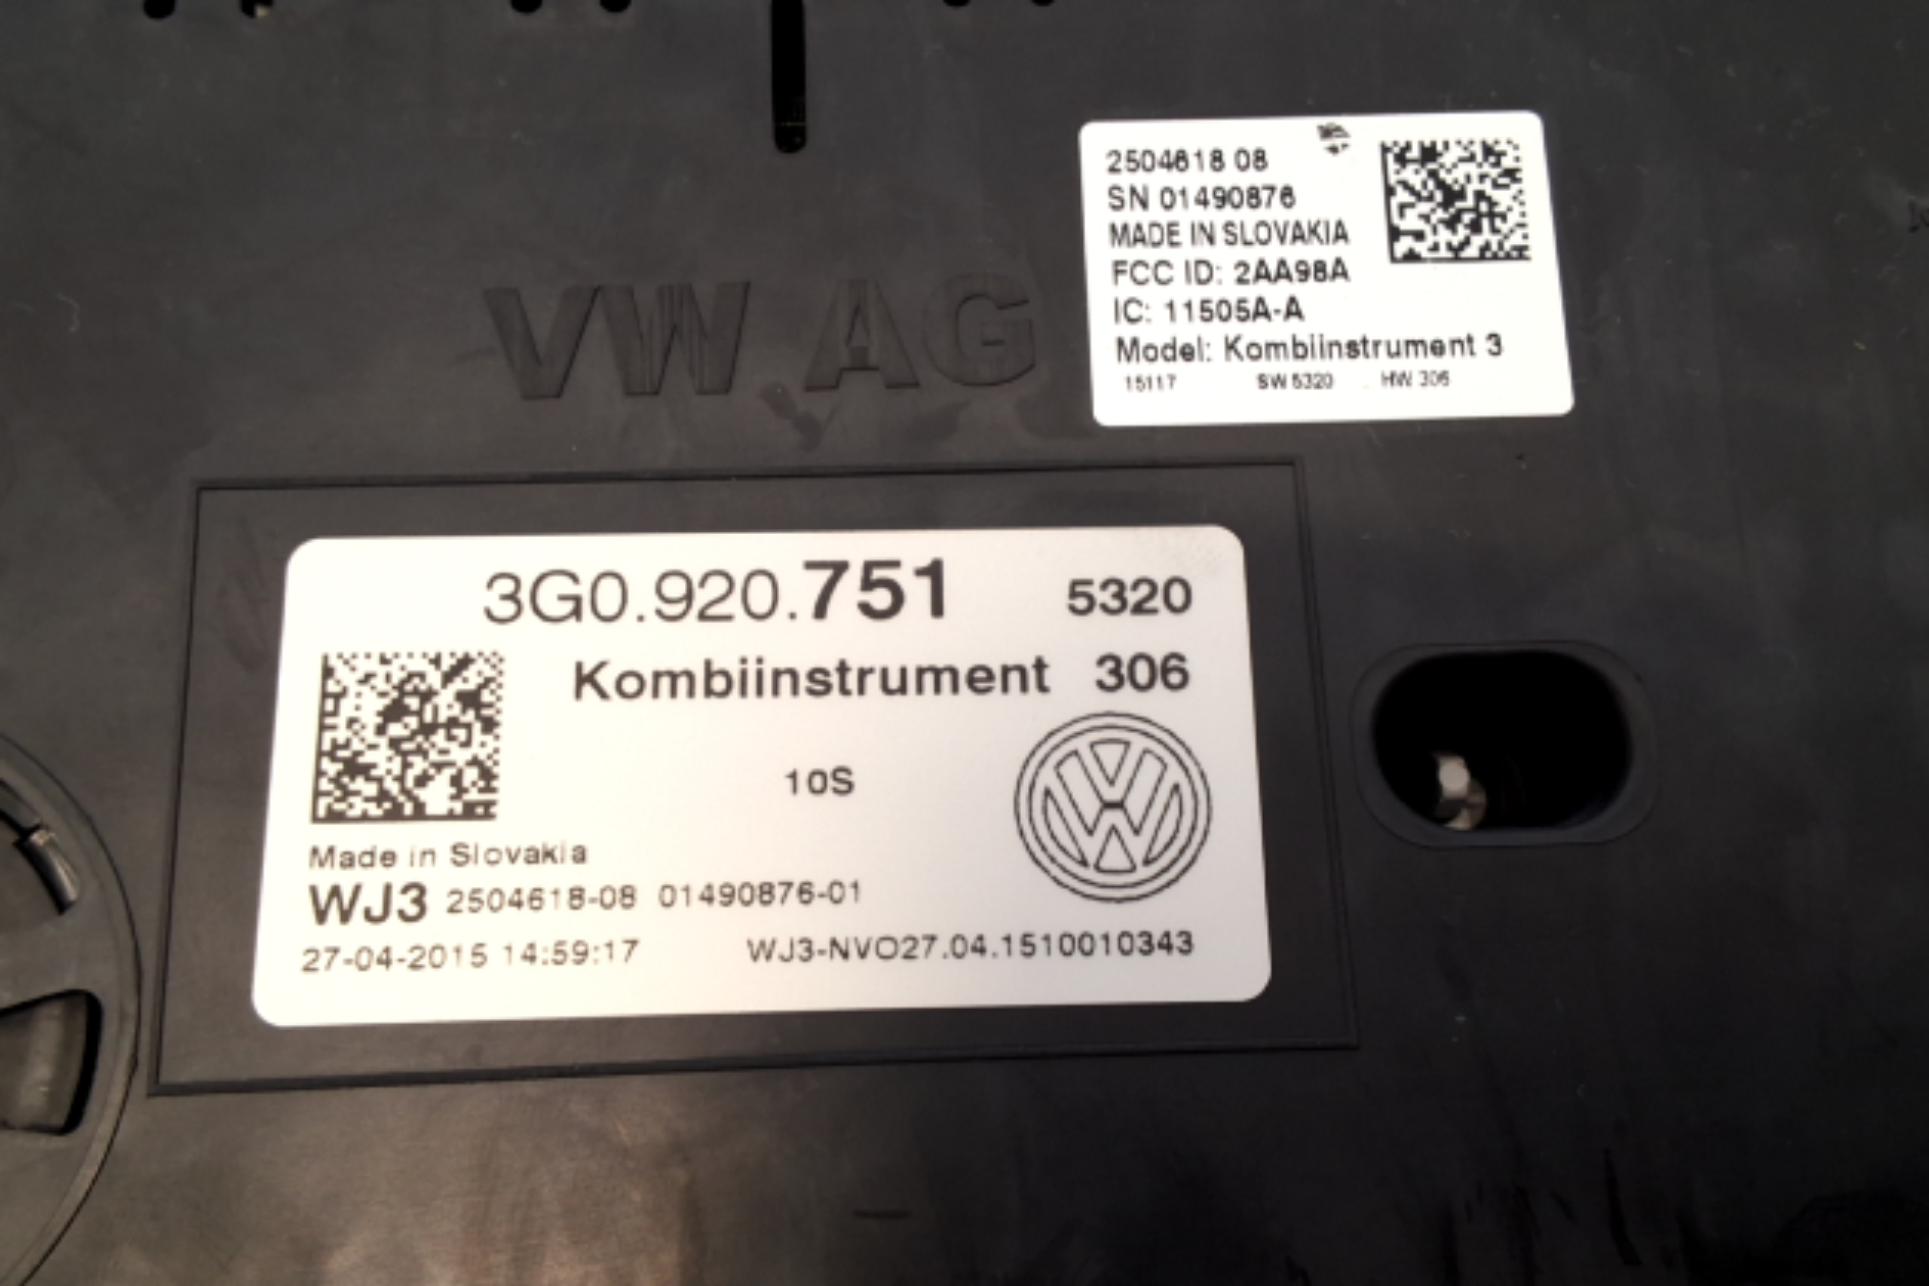 2504618 08
SN 01490876
MADE IN SLOVAKIA
FCC ID: 2AA98A
IC: 11505A-A
Model: Kombiinstrument 3
15117 SW 5320 HW 306
VW AG
3G0.920.751 5320
Kombiinstrument 306
10S
Made in Slovakia
WJ3 2504618-08 01490876-01
27-04-2015 14:59:17 WJ3-NVO27.04.1510010343